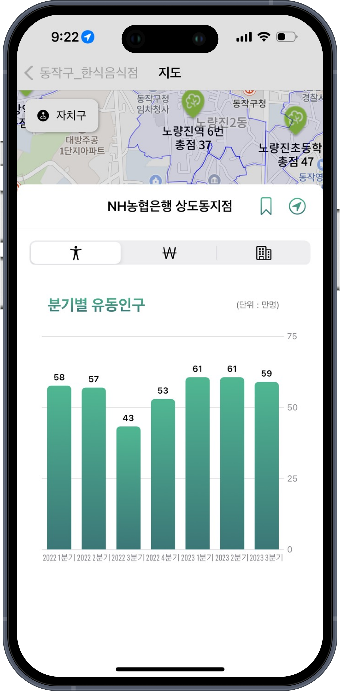 9:22
동작구_한식음식점
지도
동작구청
임시청사
동작구청
경찰서
자치구
노량진2동
노량진역 6번
총점 37
대방주공
1단지아파트
노량진초등학
총점 47
동작영
NH농협은행 상도동지점
₩
분기별 유동인구
(단위 : 만명)
75
58
57
43
53
61
61
59
50
25
0
2022 1분기
2022 2분기
2022 3분기
2022 4분기
2023 1분기
2023 2분기
2023 3분기